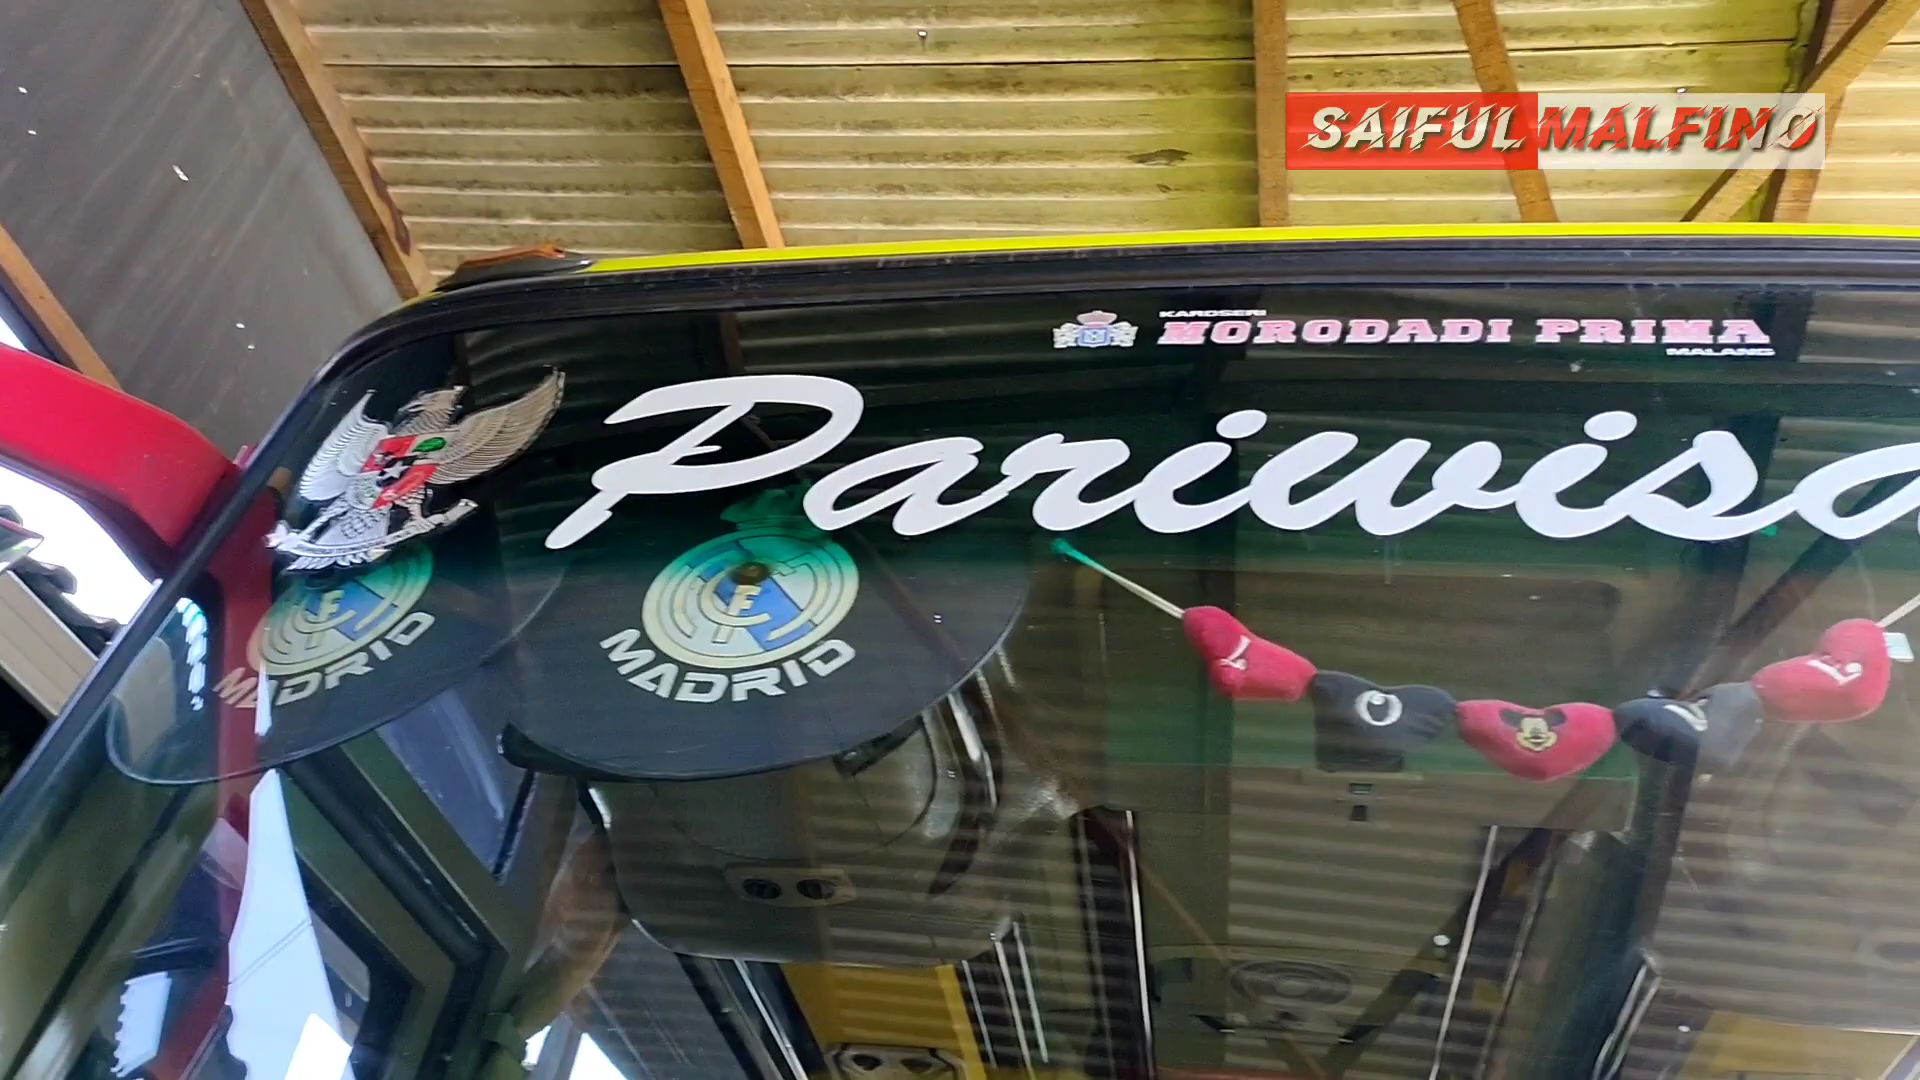 SAIFUL MALFINO
KAROSERI
MORODADI PRIMA
MALANG
Pariwisa
MADRID
MADRID
L
O
L